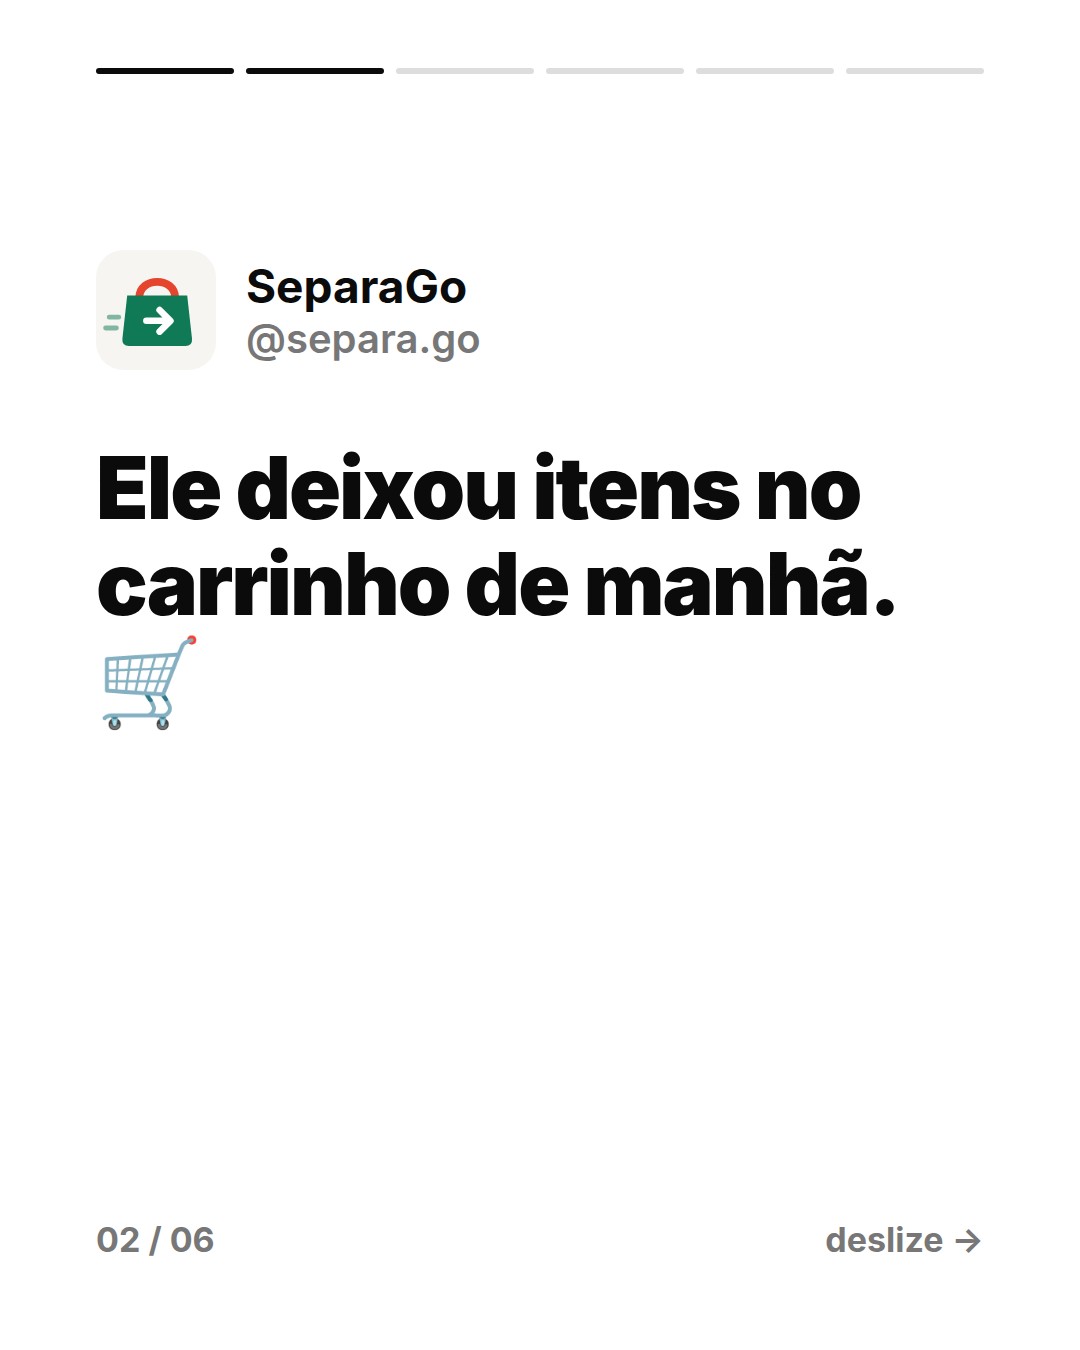 SeparaGo
@separa.go
Ele deixou itens no
carrinho de manhã.
🛒
02 / 06
deslize →